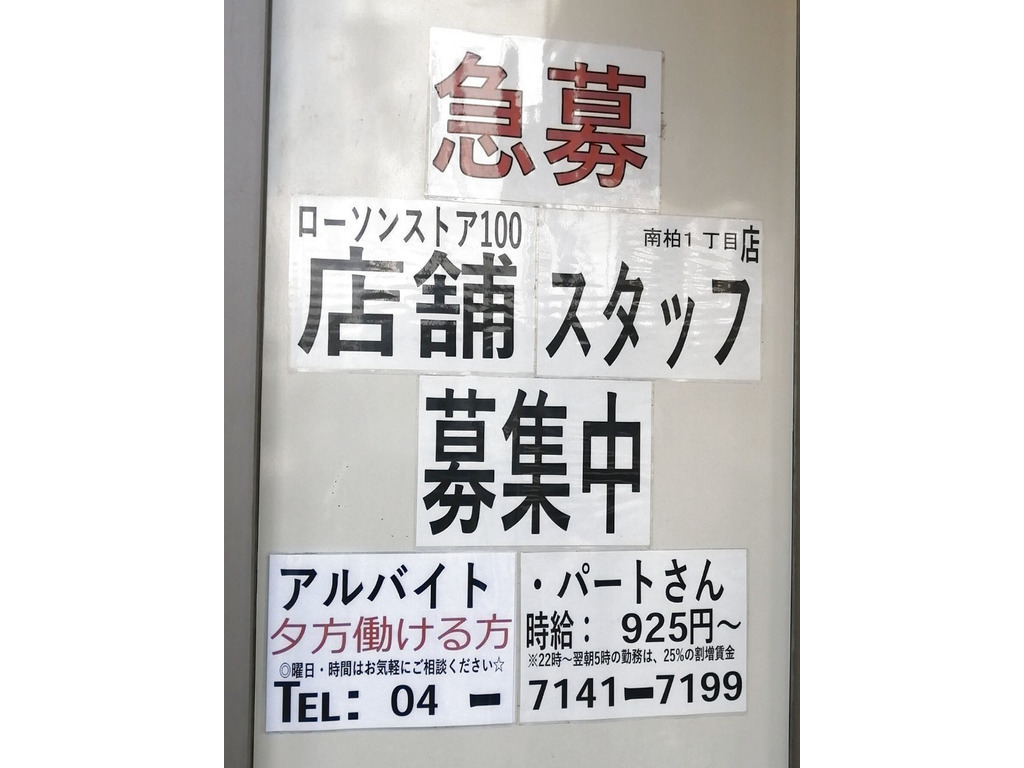 急募
ローソンストア100 南柏1丁目店
店舗スタッフ
募集中
アルバイト・パートさん
夕方働ける方 時給： 925円～
◎曜日・時間はお気軽にご相談ください☆ ※22時～翌朝5時の勤務は、25%の割増賃金
TEL： 04 ー 7141ー7199